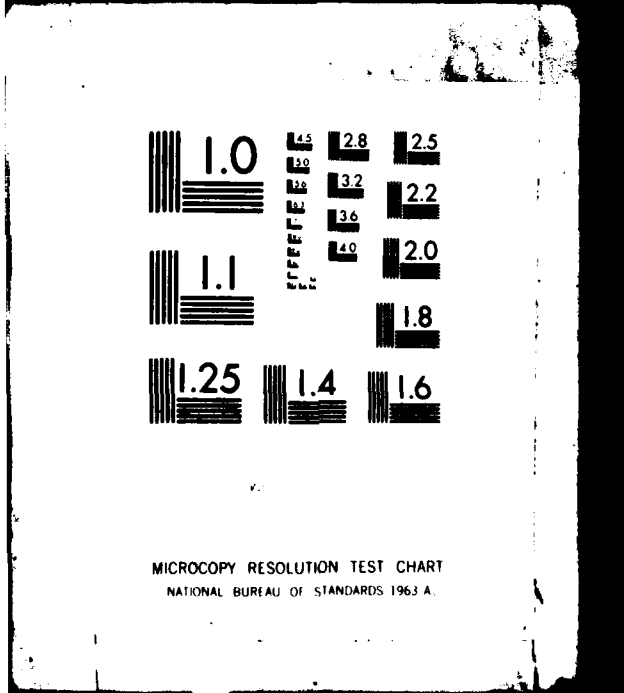 1.0
4.5 2.8 2.5
5.0
5.6 3.2 2.2
6.3
3.6
1.1 4.0 2.0
1.8
1.25 1.4 1.6
MICROCOPY RESOLUTION TEST CHART
NATIONAL BUREAU OF STANDARDS 1963 A.